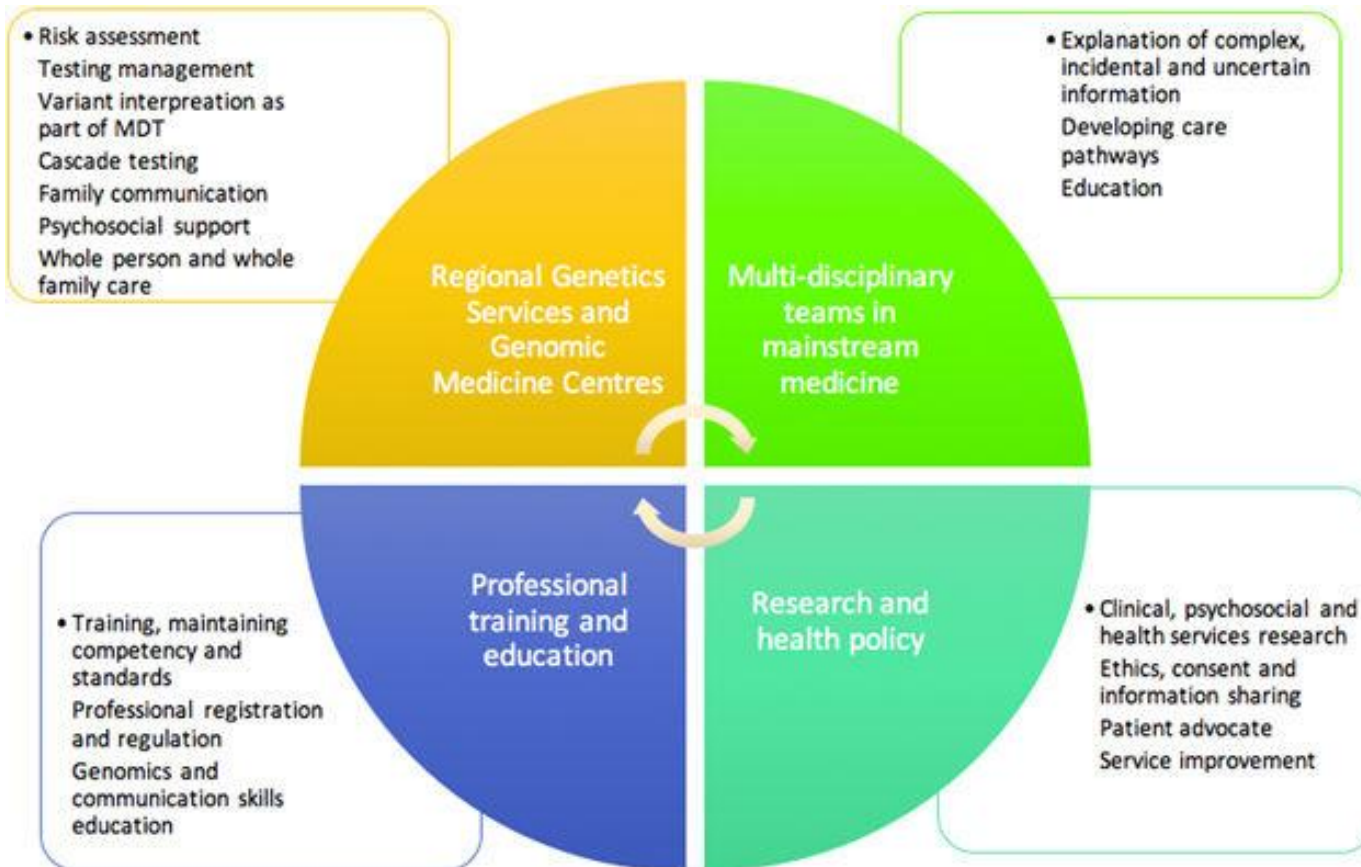 • Risk assessment
Testing management
Variant interpreation as
part of MDT
Cascade testing
Family communication
Psychosocial support
Whole person and whole
family care
• Explanation of complex,
incidental and uncertain
information
Developing care
pathways
Education
Regional Genetics
Services and
Genomic
Medicine Centres
Multi-disciplinary
teams in
mainstream
medicine
Professional
training and
education
Research and
health policy
• Training, maintaining
competency and
standards
Professional registration
and regulation
Genomics and
communication skills
education
• Clinical, psychosocial and
health services research
Ethics, consent and
information sharing
Patient advocate
Service improvement